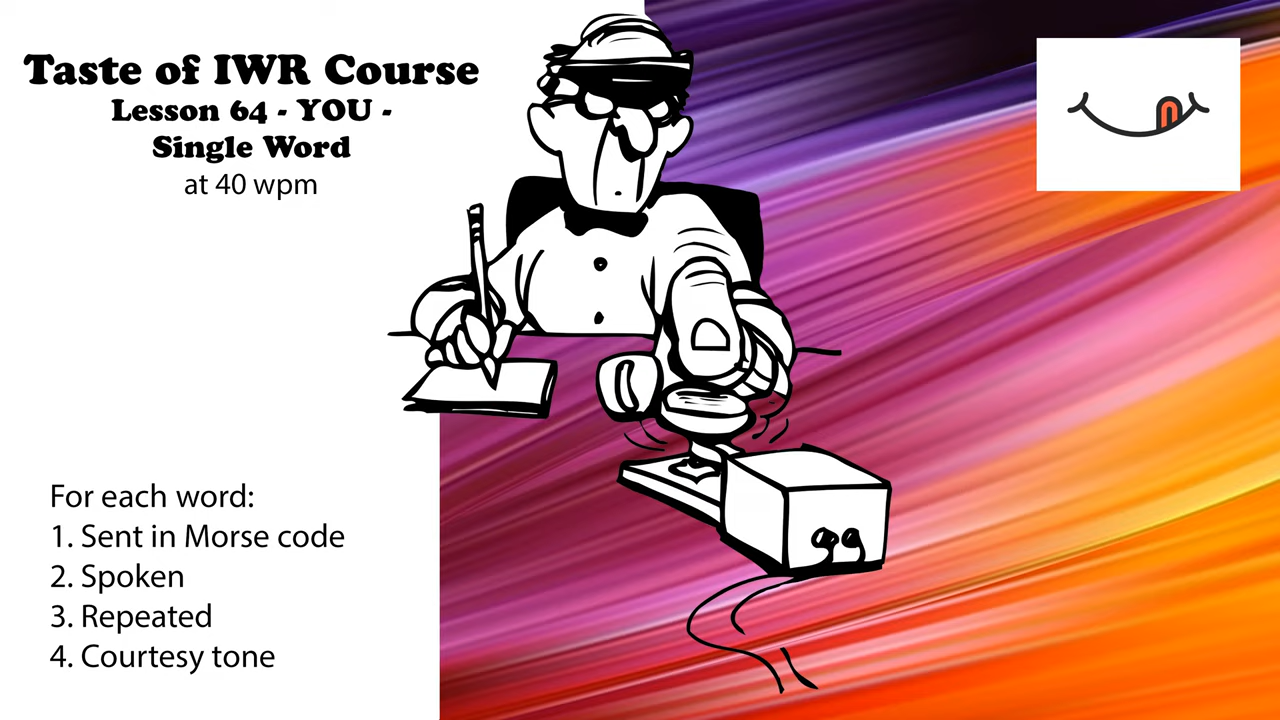 Taste of IWR Course
Lesson 64 - YOU -
Single Word
at 40 wpm
For each word:
1. Sent in Morse code
2. Spoken
3. Repeated
4. Courtesy tone